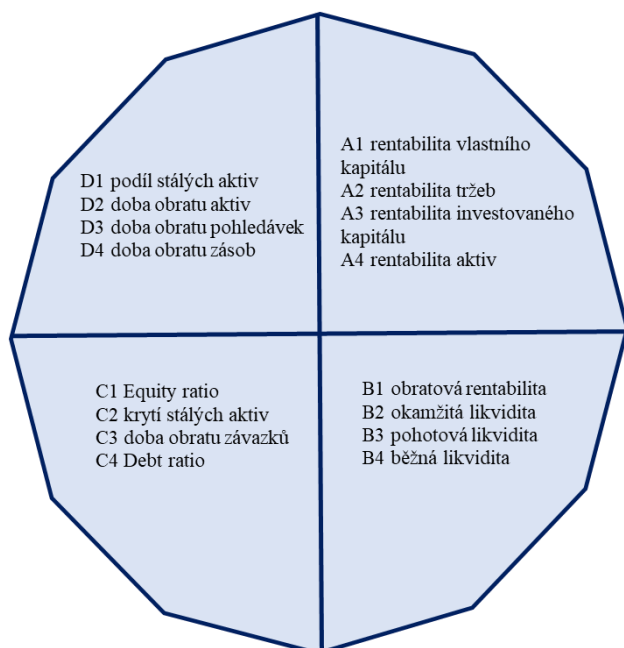 D1 podíl stálých aktiv
D2 doba obratu aktiv
D3 doba obratu pohledávek
D4 doba obratu zásob
A1 rentabilita vlastního
kapitálu
A2 rentabilita tržeb
A3 rentabilita investovaného
kapitálu
A4 rentabilita aktiv
C1 Equity ratio
C2 krytí stálých aktiv
C3 doba obratu závazků
C4 Debt ratio
B1 obratová rentabilita
B2 okamžitá likvidita
B3 pohotová likvidita
B4 běžná likvidita